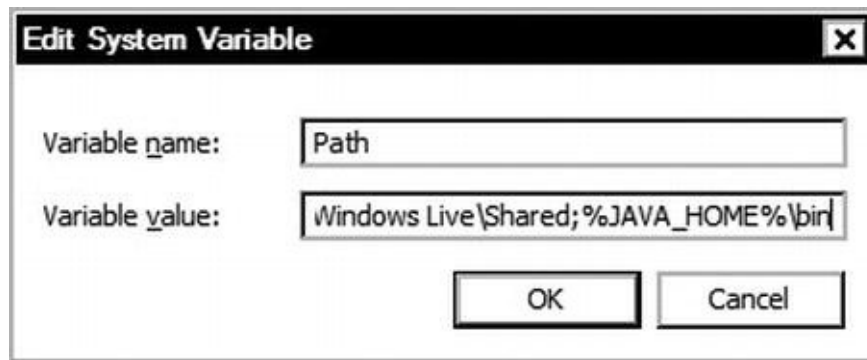 Edit System Variable
Variable name: Path
Variable value: Windows Live\Shared;%JAVA_HOME%\bin
OK Cancel